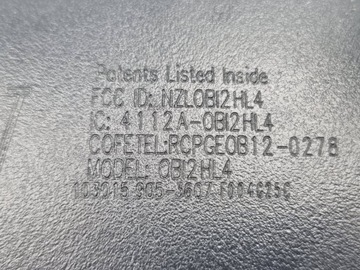 Patents Listed Inside
FCC ID: NZLOBI2HL4
IC: 4112A-OBI2HL4
COFETEL:RCPGEOB12-0278
MODEL: OBI2HL4